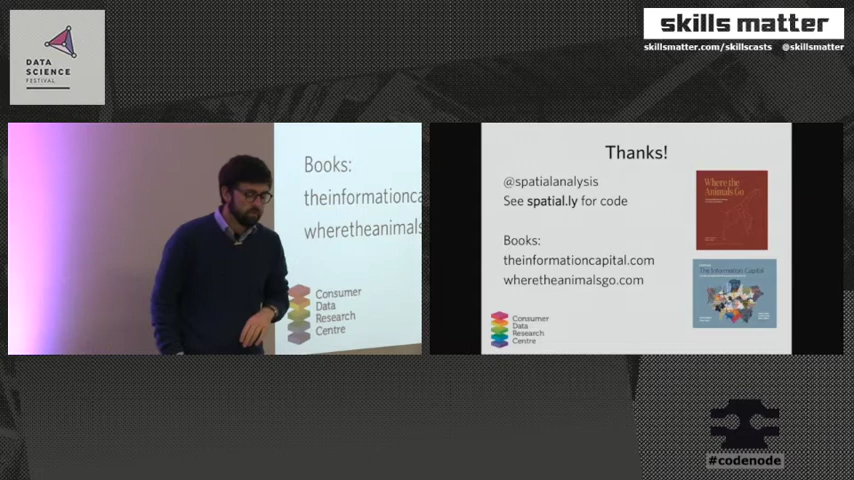 DATA
SCIENCE
FESTIVAL
skills matter
skillsmatter.com/skillscasts @skillsmatter
Books:
theinformationca
wheretheanimals
Consumer
Data
Research
Centre
Thanks!
@spatialanalysis
See spatial.ly for code
Books:
theinformationcapital.com
wheretheanimalsgo.com
Consumer
Data
Research
Centre
Where the
Animals Go
The Information Capital
#codenode